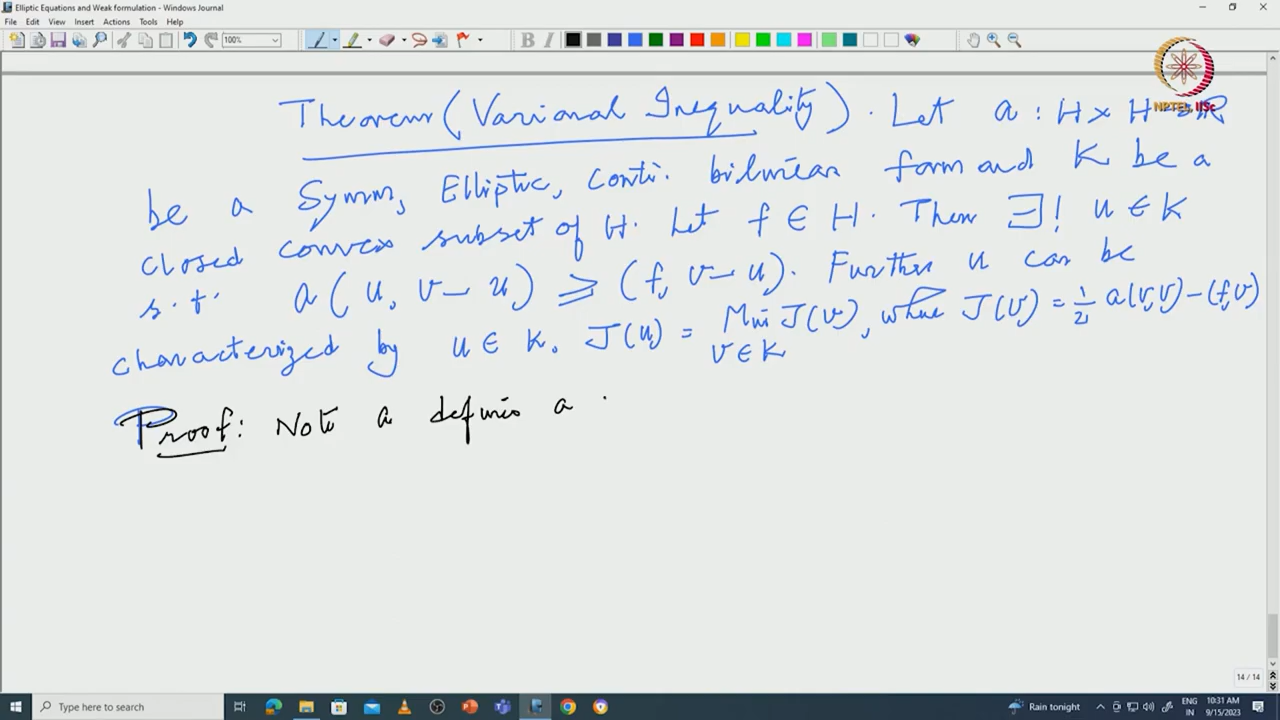 Elliptic Equations and Weak formulation - Windows Journal
File Edit View Insert Actions Tools Help
100%
NPTEL, IISc
Theorem (Varional Inequality). Let a : H x H → R
be a Symm, Elliptic, conti. bilinear form and K be a
closed convex subset of H. Let f ∈ H. Then ∃! u ∈ K
s.t. a(u, v-u) ≥ (f, v-u). Further u can be
characterized by u ∈ K. J(u) = Min J(v), where J(v) = 1/2 a(v,v) - (f,v)
v ∈ K
Proof: Note a defines a
14 / 14
Type here to search
Rain tonight
ENG
IN
10:31 AM
9/15/2023